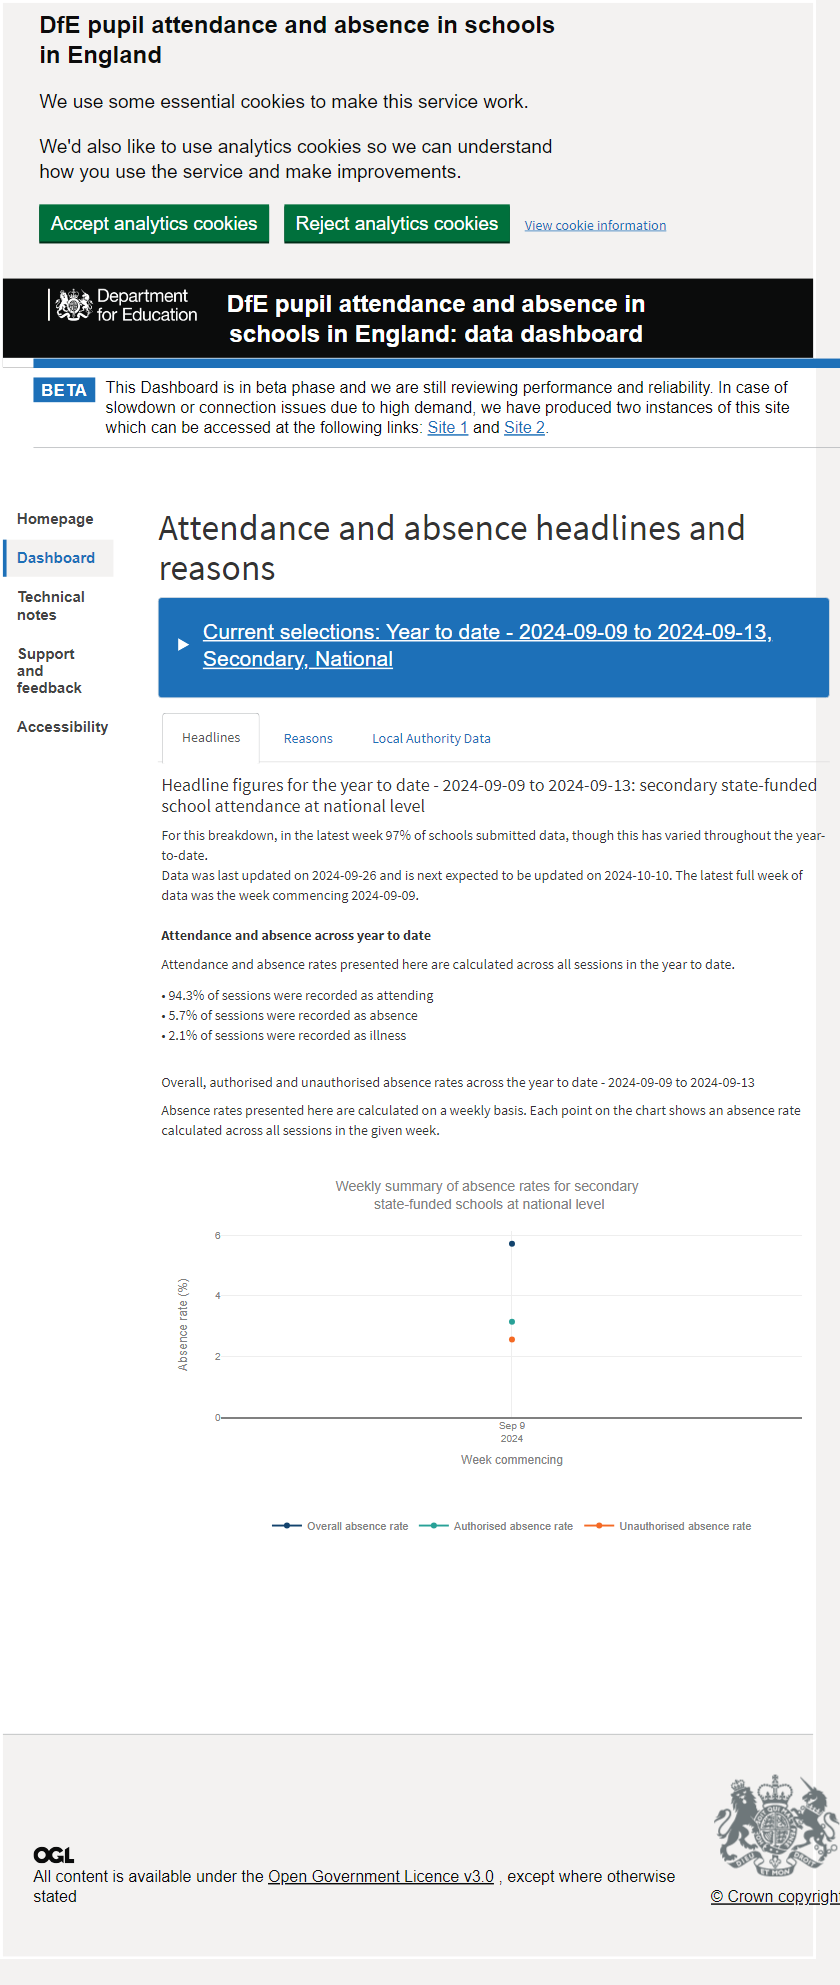 DfE pupil attendance and absence in schools
in England
We use some essential cookies to make this service work.
We'd also like to use analytics cookies so we can understand
how you use the service and make improvements.
Accept analytics cookies
Reject analytics cookies
View cookie information
Department
for Education
DfE pupil attendance and absence in
schools in England: data dashboard
BETA
This Dashboard is in beta phase and we are still reviewing performance and reliability. In case of
slowdown or connection issues due to high demand, we have produced two instances of this site
which can be accessed at the following links: Site 1 and Site 2.
Homepage
Dashboard
Technical
notes
Support
and
feedback
Accessibility
Attendance and absence headlines and
reasons
Current selections: Year to date - 2024-09-09 to 2024-09-13,
Secondary, National
Headlines
Reasons
Local Authority Data
Headline figures for the year to date - 2024-09-09 to 2024-09-13: secondary state-funded
school attendance at national level
For this breakdown, in the latest week 97% of schools submitted data, though this has varied throughout the year-
to-date.
Data was last updated on 2024-09-26 and is next expected to be updated on 2024-10-10. The latest full week of
data was the week commencing 2024-09-09.
Attendance and absence across year to date
Attendance and absence rates presented here are calculated across all sessions in the year to date.
• 94.3% of sessions were recorded as attending
• 5.7% of sessions were recorded as absence
• 2.1% of sessions were recorded as illness
Overall, authorised and unauthorised absence rates across the year to date - 2024-09-09 to 2024-09-13
Absence rates presented here are calculated on a weekly basis. Each point on the chart shows an absence rate
calculated across all sessions in the given week.
Weekly summary of absence rates for secondary
state-funded schools at national level
Absence rate (%)
6
4
2
0
Sep 9
2024
Week commencing
Overall absence rate
Authorised absence rate
Unauthorised absence rate
OGL
All content is available under the Open Government Licence v3.0 , except where otherwise
stated
© Crown copyright